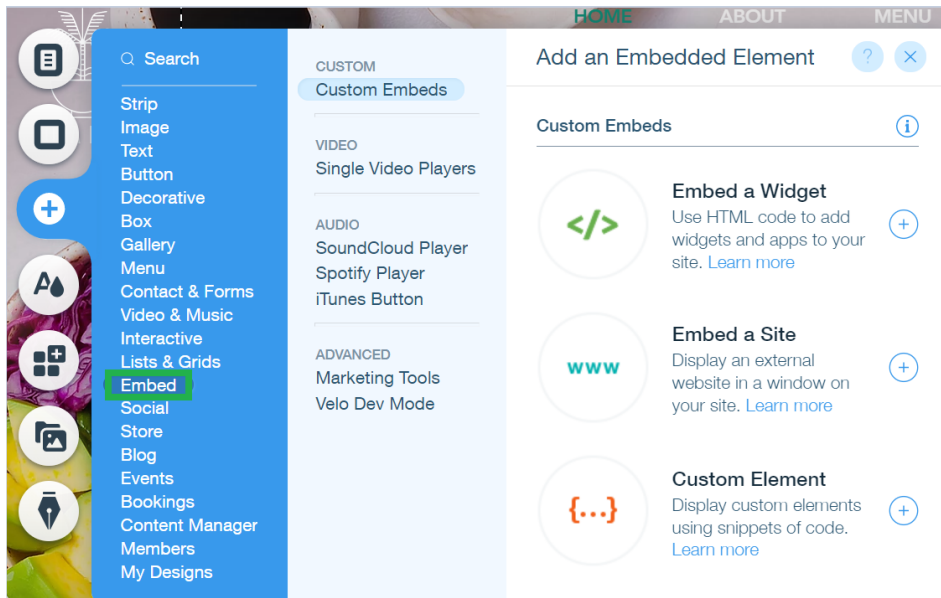 HOME ABOUT MENU
Search
Strip
Image
Text
Button
Decorative
Box
Gallery
Menu
Contact & Forms
Video & Music
Interactive
Lists & Grids
Embed
Social
Store
Blog
Events
Bookings
Content Manager
Members
My Designs
CUSTOM
Custom Embeds
VIDEO
Single Video Players
AUDIO
SoundCloud Player
Spotify Player
iTunes Button
ADVANCED
Marketing Tools
Velo Dev Mode
Add an Embedded Element
?
Custom Embeds
i
</>
Embed a Widget
Use HTML code to add
widgets and apps to your
site. Learn more
www
Embed a Site
Display an external
website in a window on
your site. Learn more
{...}
Custom Element
Display custom elements
using snippets of code.
Learn more